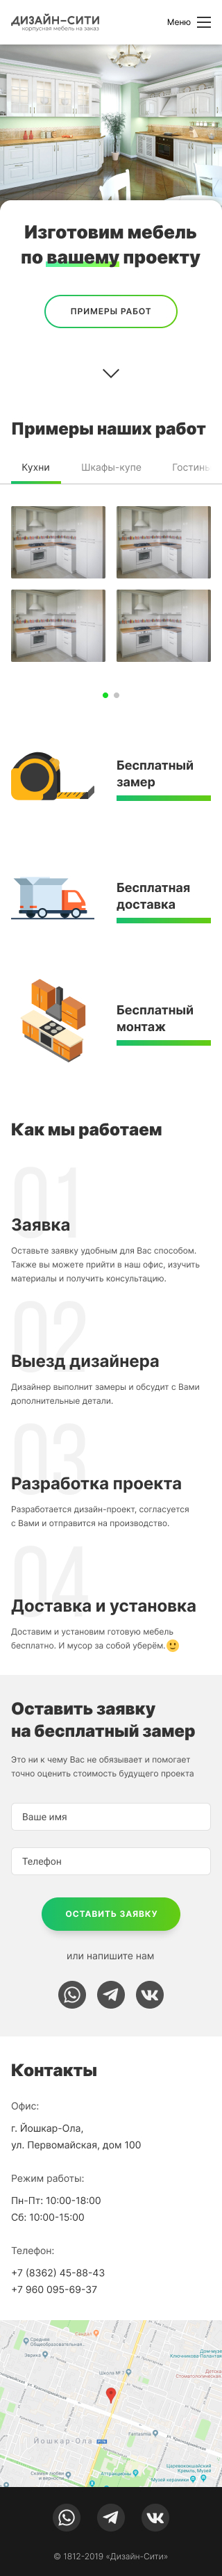 ДИЗАЙН-СИТИ
корпусная мебель на заказ
Меню
Изготовим мебель
по вашему проекту
ПРИМЕРЫ РАБОТ
Примеры наших работ
Кухни Шкафы-купе Гостины
Бесплатный
замер
Бесплатная
доставка
Бесплатный
монтаж
Как мы работаем
01
Заявка
Оставьте заявку удобным для Вас способом.
Также вы можете прийти в наш офис, изучить
материалы и получить консультацию.
02
Выезд дизайнера
Дизайнер выполнит замеры и обсудит с Вами
дополнительные детали.
03
Разработка проекта
Разработается дизайн-проект, согласуется
с Вами и отправится на производство.
04
Доставка и установка
Доставим и установим готовую мебель
бесплатно. И мусор за собой уберём.🙂
Оставить заявку
на бесплатный замер
Это ни к чему Вас не обязывает и помогает
точно оценить стоимость будущего проекта
Ваше имя
Телефон
ОСТАВИТЬ ЗАЯВКУ
или напишите нам
Контакты
Офис:
г. Йошкар-Ола,
ул. Первомайская, дом 100
Режим работы:
Пн-Пт: 10:00-18:00
Сб: 10:00-15:00
Телефон:
+7 (8362) 45-88-43
+7 960 095-69-37
Школа № 7
Йошкар-Ола
© 1812-2019 «Дизайн-Сити»